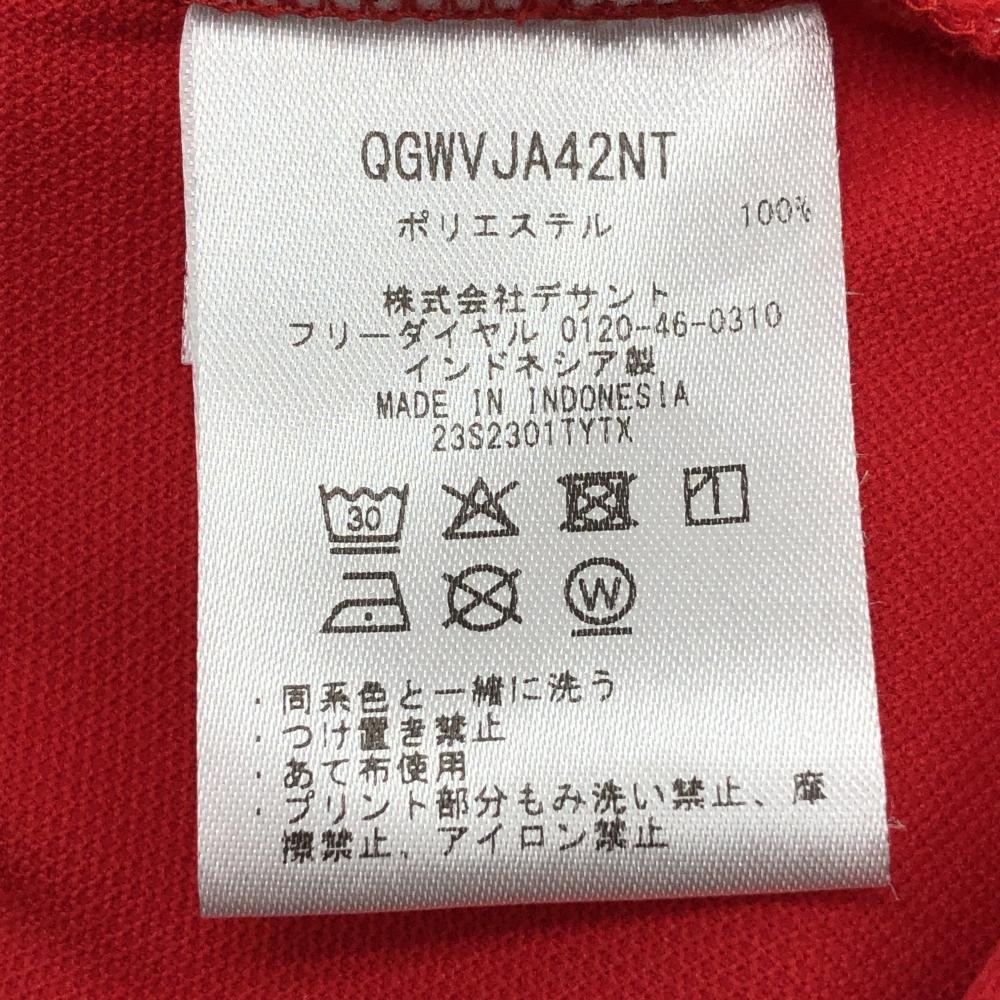 QGWVJA42NT
ポリエステル 100%
株式会社デサント
フリーダイヤル 0120-46-0310
インドネシア製
MADE IN INDONESIA
23S2301TYTX
30
W
・同系色と一緒に洗う
・つけ置き禁止
・あて布使用
・プリント部分もみ洗い禁止、摩
擦禁止、アイロン禁止